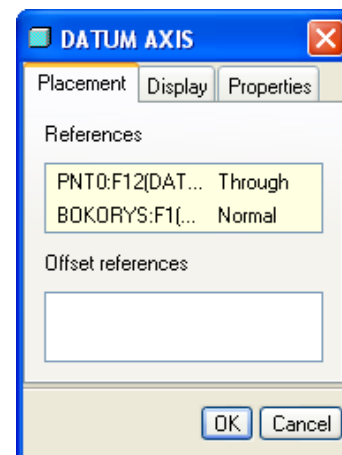 DATUM AXIS
Placement Display Properties
References
PNT0:F12(DAT... Through
BOKORYS:F1(... Normal
Offset references
OK Cancel